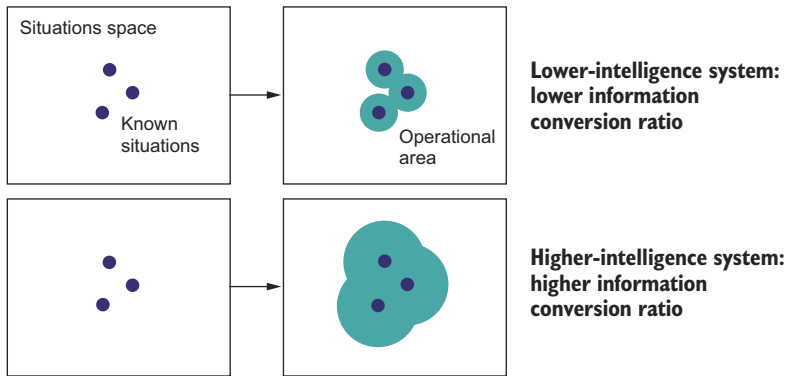 Situations space
Known
situations
Operational
area
Lower-intelligence system:
lower information
conversion ratio
Higher-intelligence system:
higher information
conversion ratio